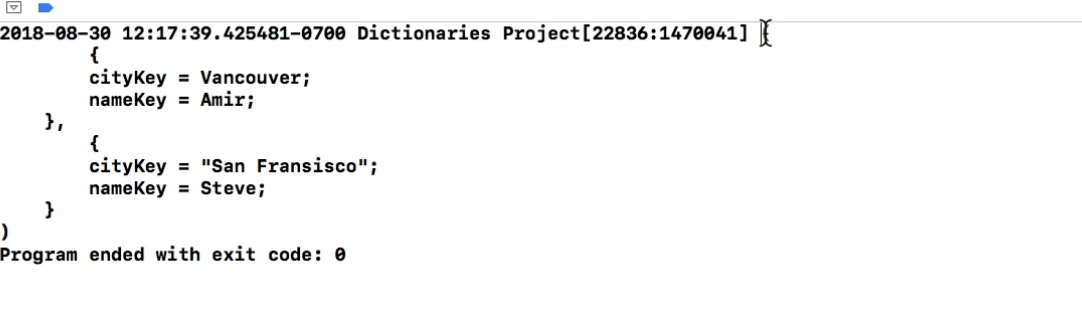 2018-08-30 12:17:39.425481-0700 Dictionaries Project[22836:1470041] (
{
cityKey = Vancouver;
nameKey = Amir;
},
{
cityKey = "San Fransisco";
nameKey = Steve;
}
)
Program ended with exit code: 0